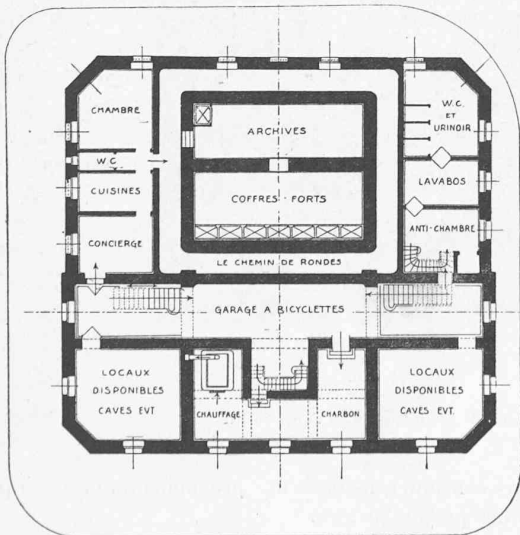 CHAMBRE
W.C
CUISINES
CONCIERGE
ARCHIVES
COFFRES-FORTS
LE CHEMIN DE RONDES
W.C.
ET
URINOIR
LAVABOS
ANTI-CHAMBRE
GARAGE A BICYCLETTES
LOCAUX
DISPONIBLES
CAVES EVT
CHAUFFAGE
CHARBON
LOCAUX
DISPONIBLES
CAVES EVT.